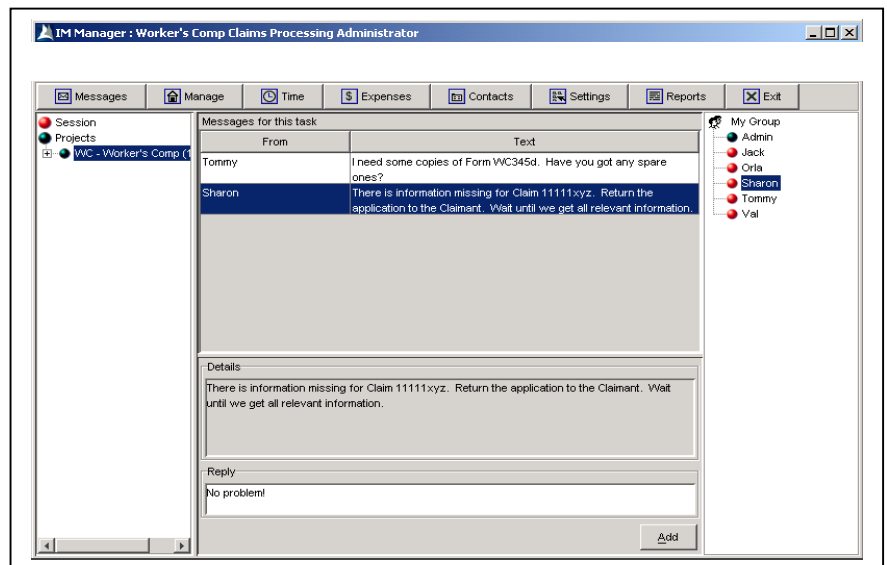 IM Manager : Worker's Comp Claims Processing Administrator
Messages Manage Time $ Expenses Contacts Settings Reports Exit
Session
Projects
WC - Worker's Comp (1
Messages for this task
From Text
Tommy I need some copies of Form WC345d. Have you got any spare
ones?
Sharon There is information missing for Claim 11111xyz. Return the
application to the Claimant. Wait until we get all relevant information.
Details
There is information missing for Claim 11111xyz. Return the application to the Claimant. Wait
until we get all relevant information.
Reply
No problem!
Add
My Group
Admin
Jack
Orla
Sharon
Tommy
Val